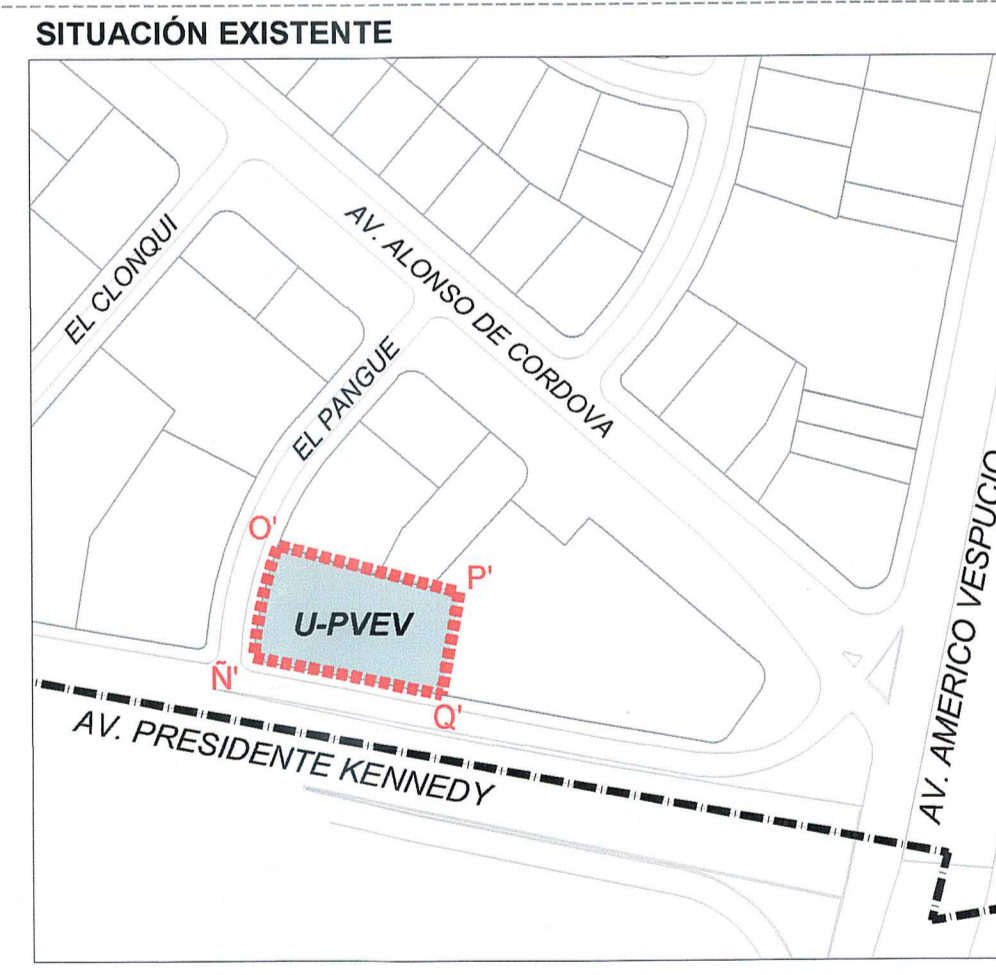 SITUACIÓN EXISTENTE
AV. ALONSO DE CORDOVA
EL CLONQUI
EL PANGUE
O'
P'
U-PVEV
Ñ'
Q'
AV. PRESIDENTE KENNEDY
AV. AMERICO VESPUCIO